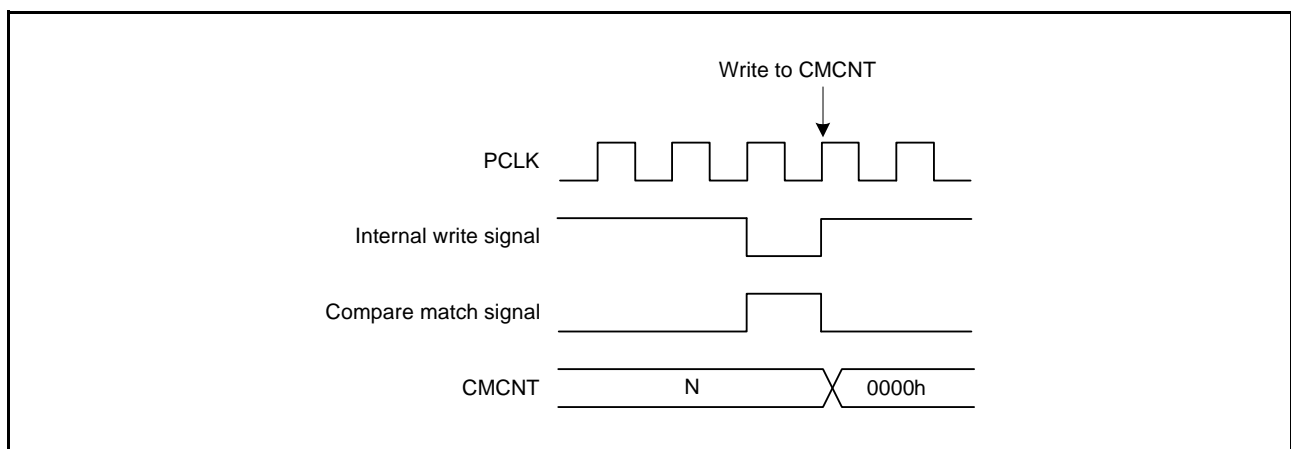 Write to CMCNT
PCLK
Internal write signal
Compare match signal
CMCNT N 0000h